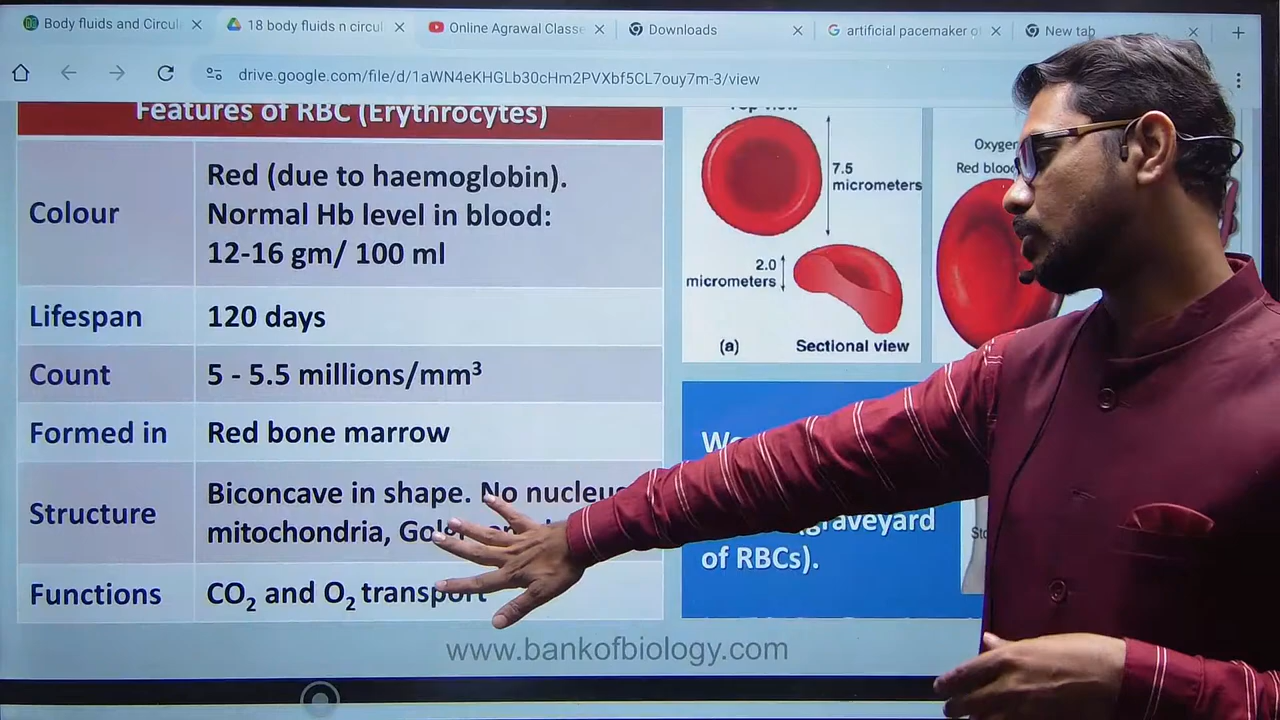 Body fluids and Circul
18 body fluids n circul
Online Agrawal Classe
Downloads
artificial pacemaker o
New tab
drive.google.com/file/d/1aWN4eKHGLb30cHm2PVXbf5CL7ouy7m-3/view
Features of RBC (Erythrocytes)
Colour
Red (due to haemoglobin).
Normal Hb level in blood:
12-16 gm/ 100 ml
Lifespan
120 days
Count
5 - 5.5 millions/mm³
Formed in
Red bone marrow
Structure
Biconcave in shape. No nucleus
mitochondria,
Functions
CO₂ and O₂ transport
7.5
micrometers
2.0
micrometers
(a)
Sectional view
Oxygen
Red blood
graveyard
of RBCs).
www.bankofbiology.com